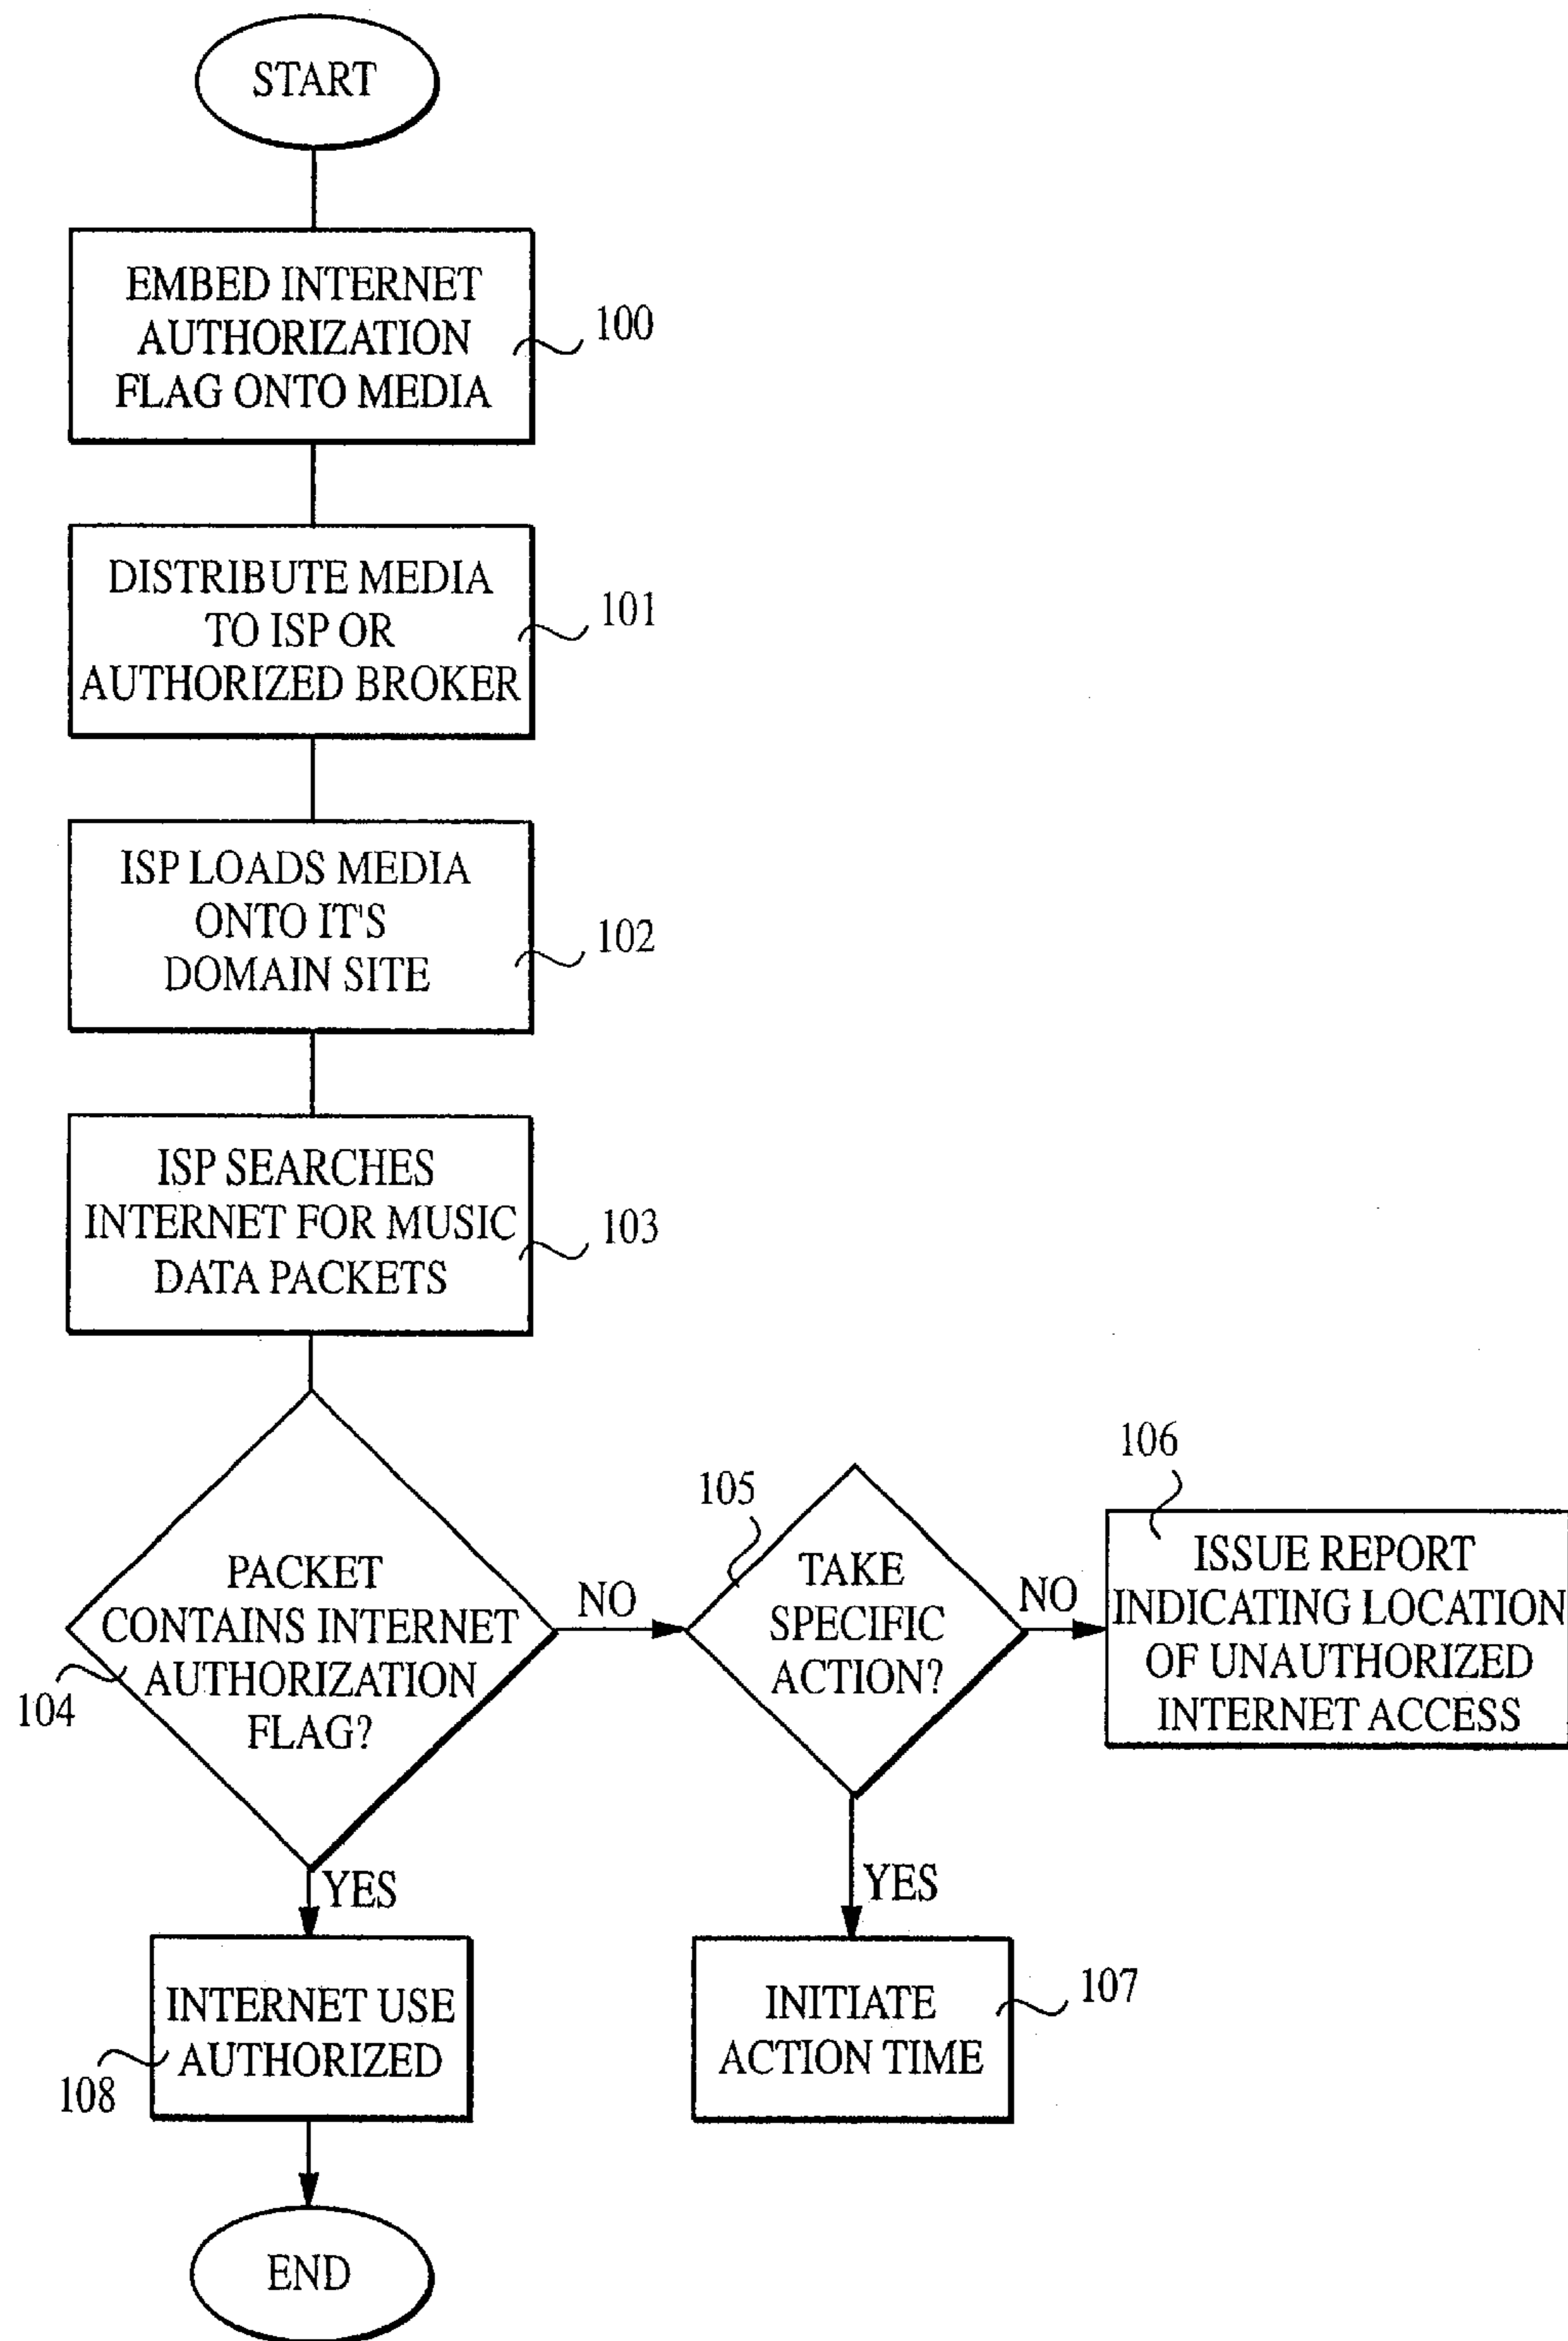 START
EMBED INTERNET
AUTHORIZATION
FLAG ONTO MEDIA
100
DISTRIBUTE MEDIA
TO ISP OR
AUTHORIZED BROKER
101
ISP LOADS MEDIA
ONTO IT'S
DOMAIN SITE
102
ISP SEARCHES
INTERNET FOR MUSIC
DATA PACKETS
103
PACKET
CONTAINS INTERNET
AUTHORIZATION
FLAG?
104
NO
105
TAKE
SPECIFIC
ACTION?
NO
106
ISSUE REPORT
INDICATING LOCATION
OF UNAUTHORIZED
INTERNET ACCESS
YES
INTERNET USE
AUTHORIZED
108
YES
INITIATE
ACTION TIME
107
END